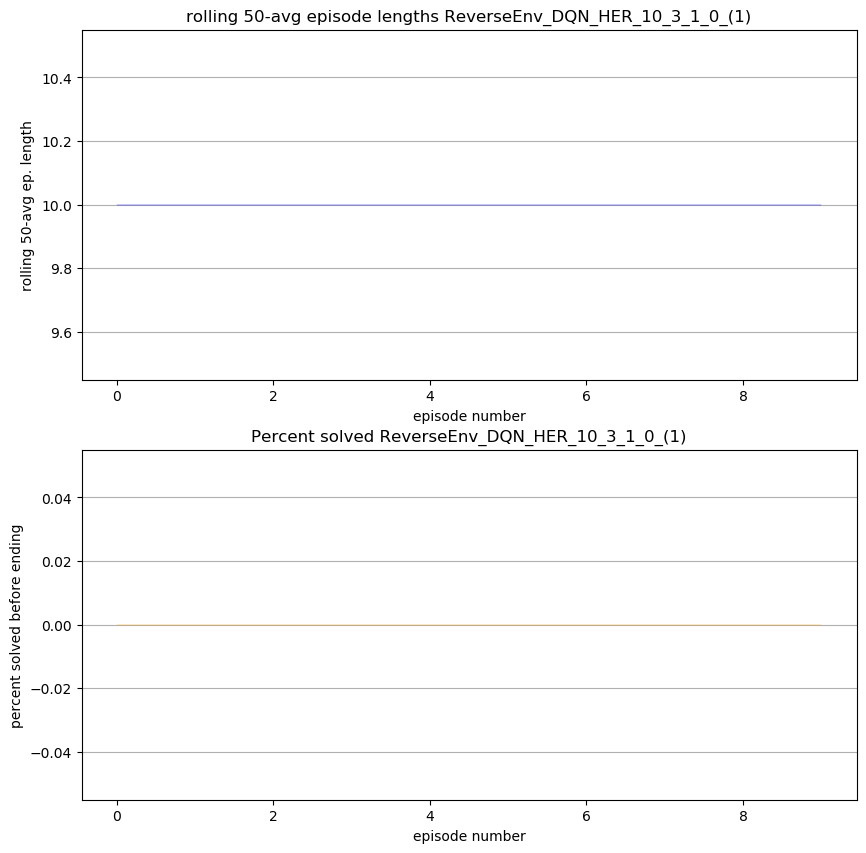 rolling 50-avg episode lengths ReverseEnv_DQN_HER_10_3_1_0_(1)
rolling 50-avg ep. length
10.4
10.2
10.0
9.8
9.6
0 2 4 6 8
episode number
Percent solved ReverseEnv_DQN_HER_10_3_1_0_(1)
percent solved before ending
0.04
0.02
0.00
−0.02
−0.04
0 2 4 6 8
episode number